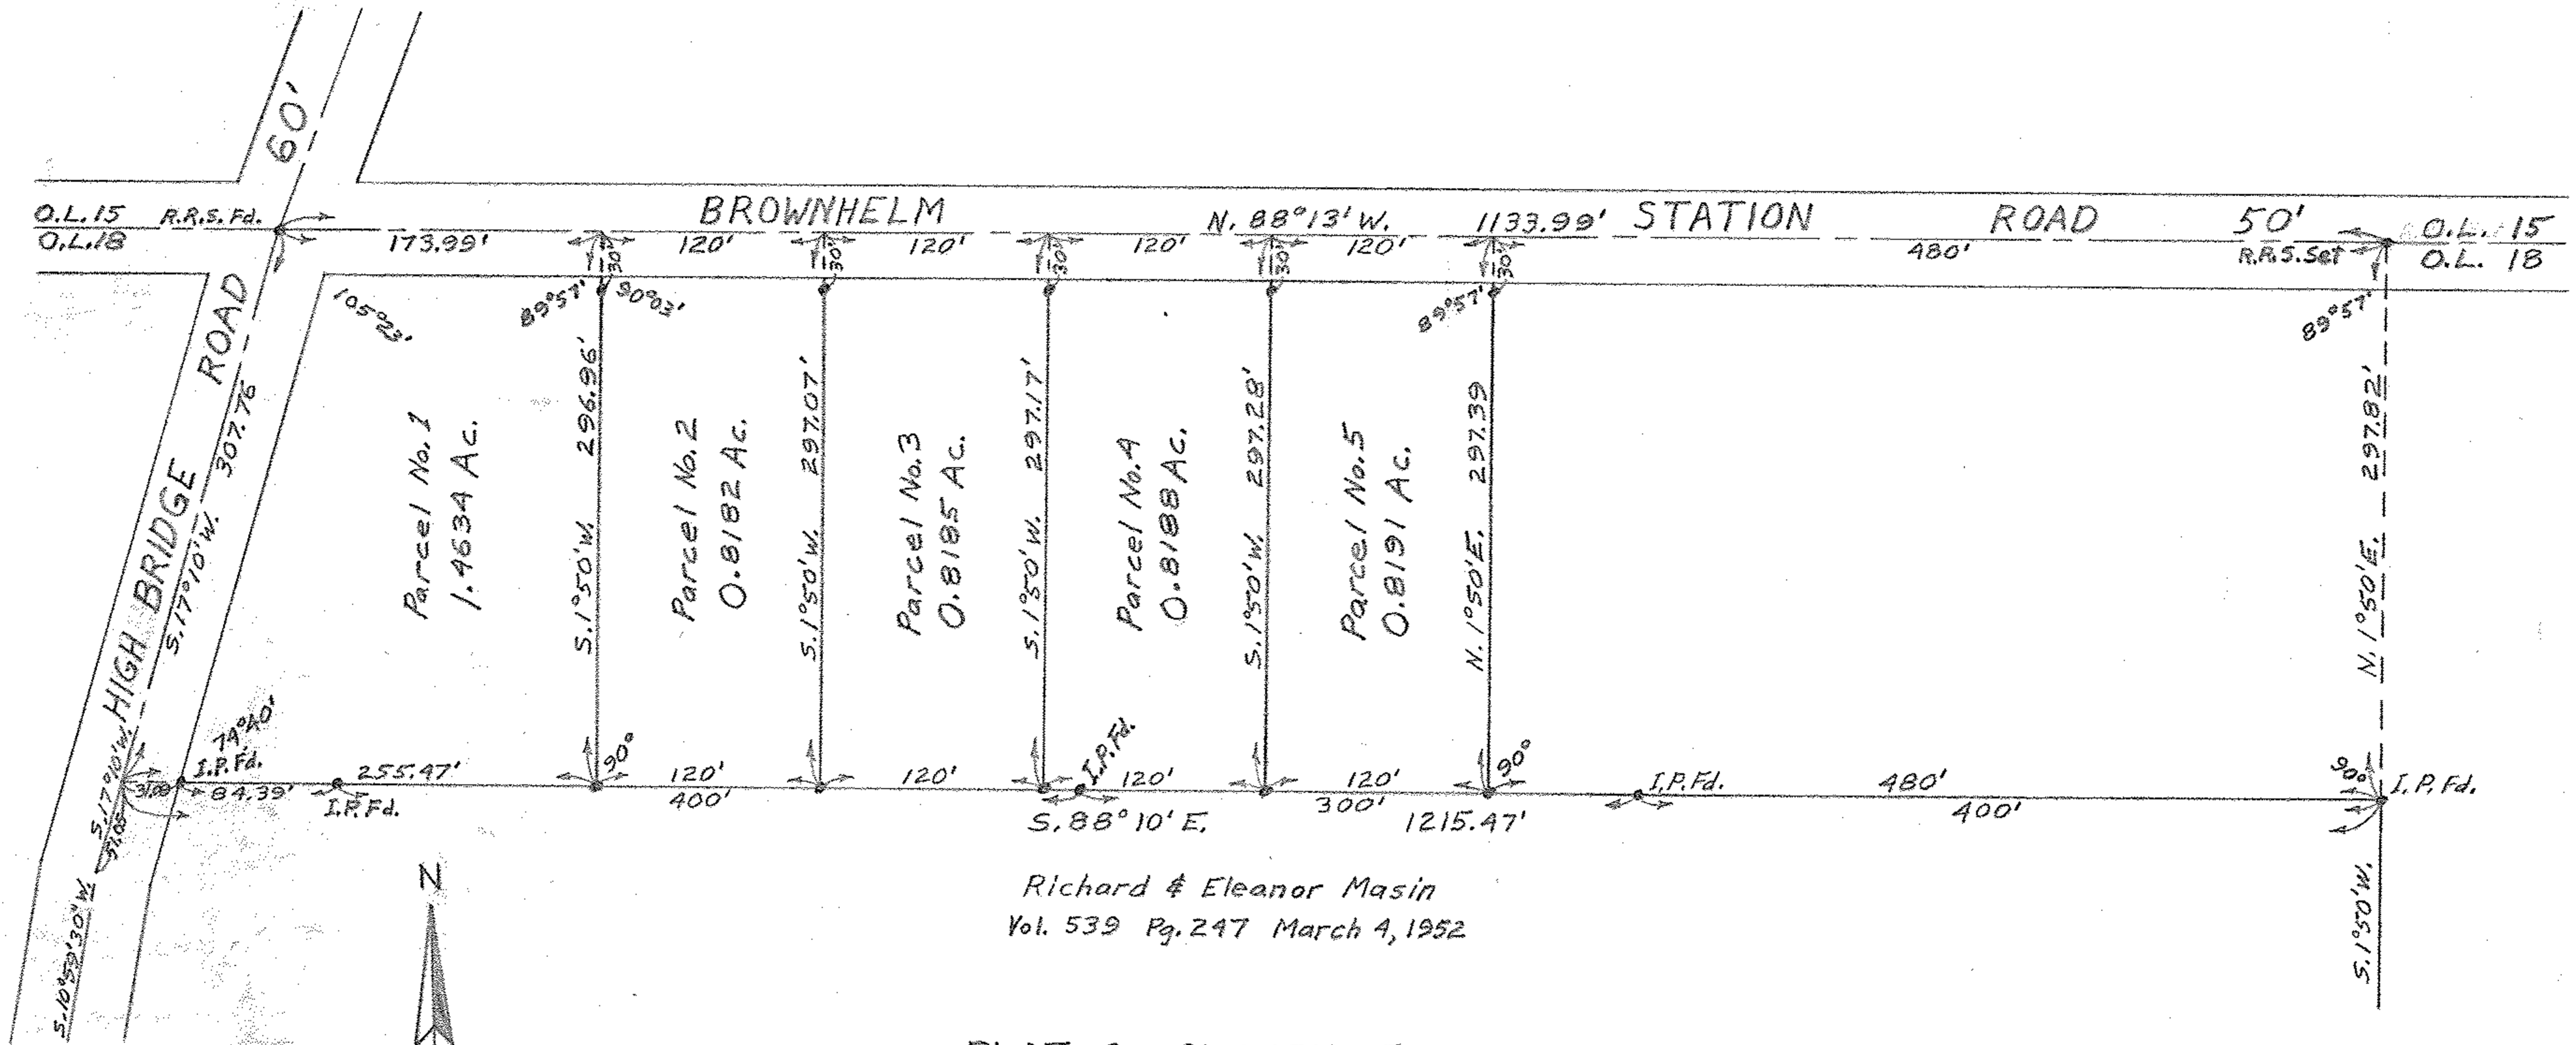 60'
O.L. 15 R.R.S. Fd.
O.L. 18
BROWNHELM
N. 88°13' W. 1133.99'
STATION ROAD 50'
O.L. 15
O.L. 18
R.R.S. Set
173.99' 120' 120' 120' 120' 480'
30' 30' 30' 30' 30'
105°23'
89°57'
90°03'
89°57'
89°57'
HIGH BRIDGE ROAD
S. 17°10' W. 307.76
Parcel No. 1
1.4634 Ac.
S. 1°50' W. 296.96'
Parcel No. 2
0.8182 Ac.
S. 1°50' W. 297.07'
Parcel No. 3
0.8185 Ac.
S. 1°50' W. 297.17'
Parcel No. 4
0.8188 Ac.
S. 1°50' W. 297.28'
Parcel No. 5
0.8191 Ac.
N. 1°50' E. 297.39
N. 1°50' E. 297.82'
74°40'
I.P. Fd.
31.09
84.39'
255.47'
I.P. Fd.
90°
120'
400'
120'
I.P. Fd.
120'
120'
300'
90°
I.P. Fd.
480'
400'
90°
I.P. Fd.
S. 88°10' E. 1215.47'
S. 17°10' W.
51.05
S. 10°59'30" W.
S. 1°50' W.
N
Richard & Eleanor Masin
Vol. 539 Pg. 247 March 4, 1952